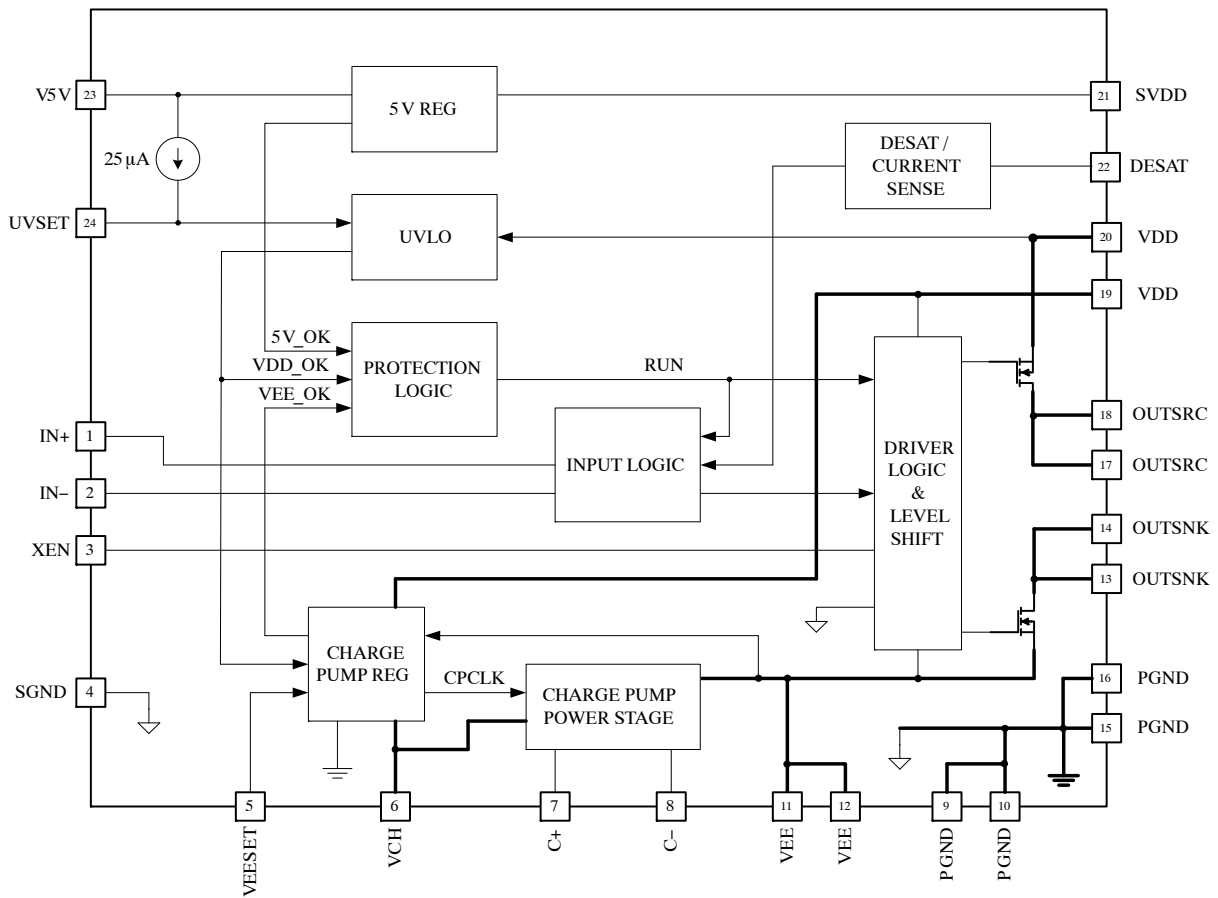 V5V
23
5V REG
21
SVDD
25 µA
DESAT /
CURRENT
SENSE
22
DESAT
UVSET
24
UVLO
20
VDD
19
VDD
5V_OK
VDD_OK
VEE_OK
PROTECTION
LOGIC
RUN
18
OUTSRC
IN+
1
INPUT LOGIC
DRIVER
LOGIC
&
LEVEL
SHIFT
17
OUTSRC
IN−
2
14
OUTSNK
XEN
3
13
OUTSNK
CHARGE
PUMP REG
CPCLK
CHARGE PUMP
POWER STAGE
16
PGND
SGND
4
15
PGND
5
6
7
8
11
12
9
10
VEESET
VCH
C+
C−
VEE
VEE
PGND
PGND